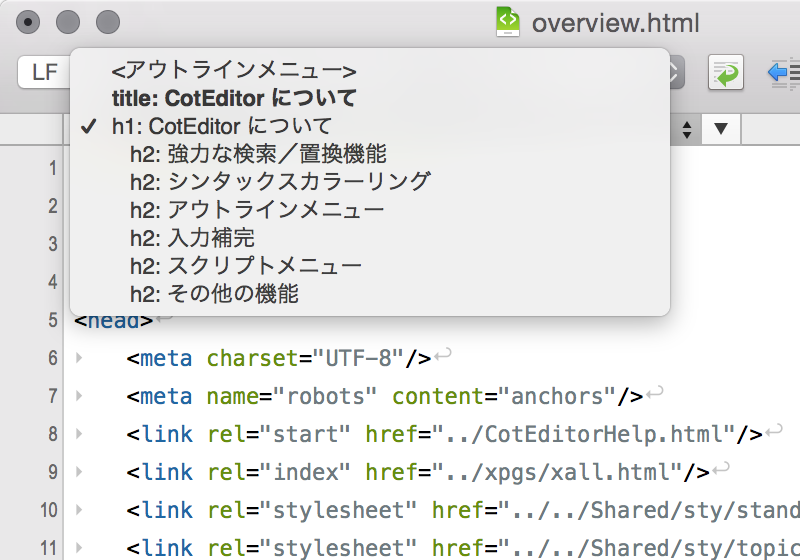 overview.html
LF
<アウトラインメニュー>
title: CotEditor について
✓ h1: CotEditor について
h2: 強力な検索／置換機能
h2: シンタックスカラーリング
h2: アウトラインメニュー
h2: 入力補完
h2: スクリプトメニュー
h2: その他の機能
1
2
3
4
5 <head>
6 <meta charset="UTF-8"/>
7 <meta name="robots" content="anchors"/>
8 <link rel="start" href="../CotEditorHelp.html"/>
9 <link rel="index" href="../xpgs/xall.html"/>
10 <link rel="stylesheet" href="../../Shared/sty/stand
11 <link rel="stylesheet" href="../../Shared/sty/topic